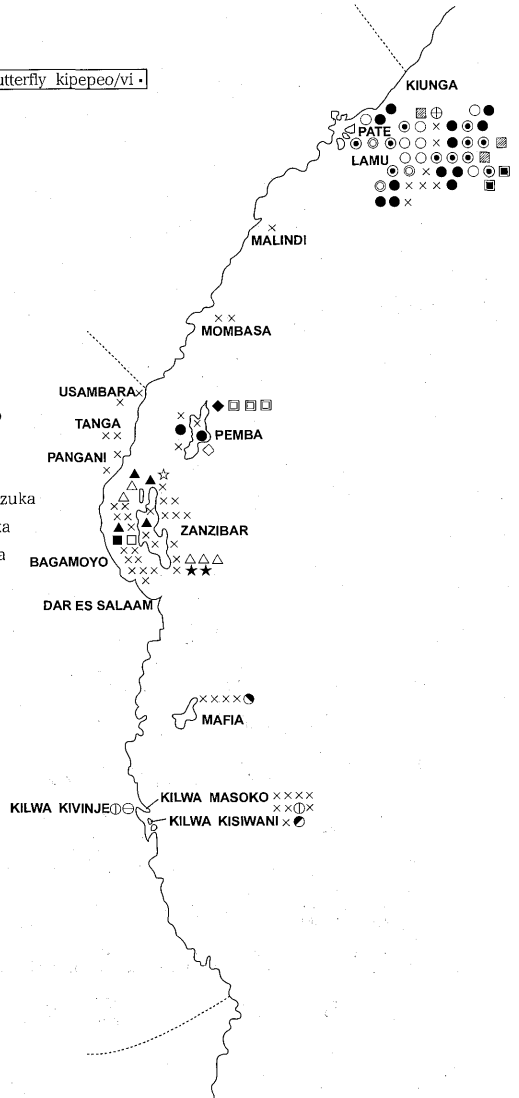 utterfly kipepeo/vi •
KIUNGA
PATE
LAMU
MALINDI
MOMBASA
USAMBARA
TANGA
PEMBA
PANGANI
zuka
ZANZIBAR
BAGAMOYO
DAR ES SALAAM
MAFIA
KILWA MASOKO
KILWA KIVINJE
KILWA KISIWANI